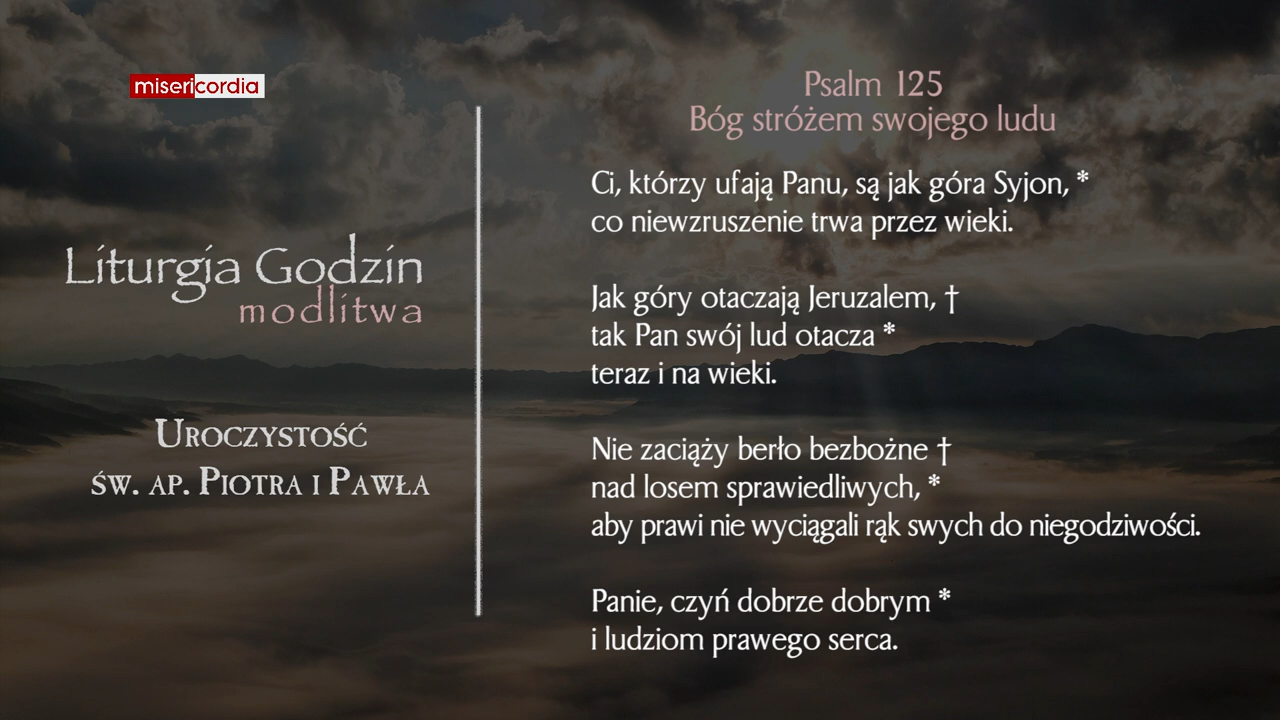 misericordia
Liturgia Godzin
modlitwa
Uroczystość
św. ap. Piotra i Pawła
Psalm 125
Bóg stróżem swojego ludu
Ci, którzy ufają Panu, są jak góra Syjon, *
co niewzruszenie trwa przez wieki.
Jak góry otaczają Jeruzalem, †
tak Pan swój lud otacza *
teraz i na wieki.
Nie zaciąży berło bezbożne †
nad losem sprawiedliwych, *
aby prawi nie wyciągali rąk swych do niegodziwości.
Panie, czyń dobrze dobrym *
i ludziom prawego serca.